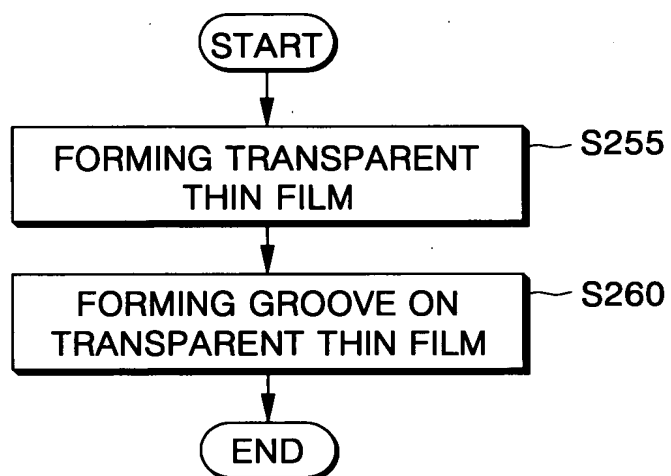 START
FORMING TRANSPARENT
THIN FILM
S255
FORMING GROOVE ON
TRANSPARENT THIN FILM
S260
END